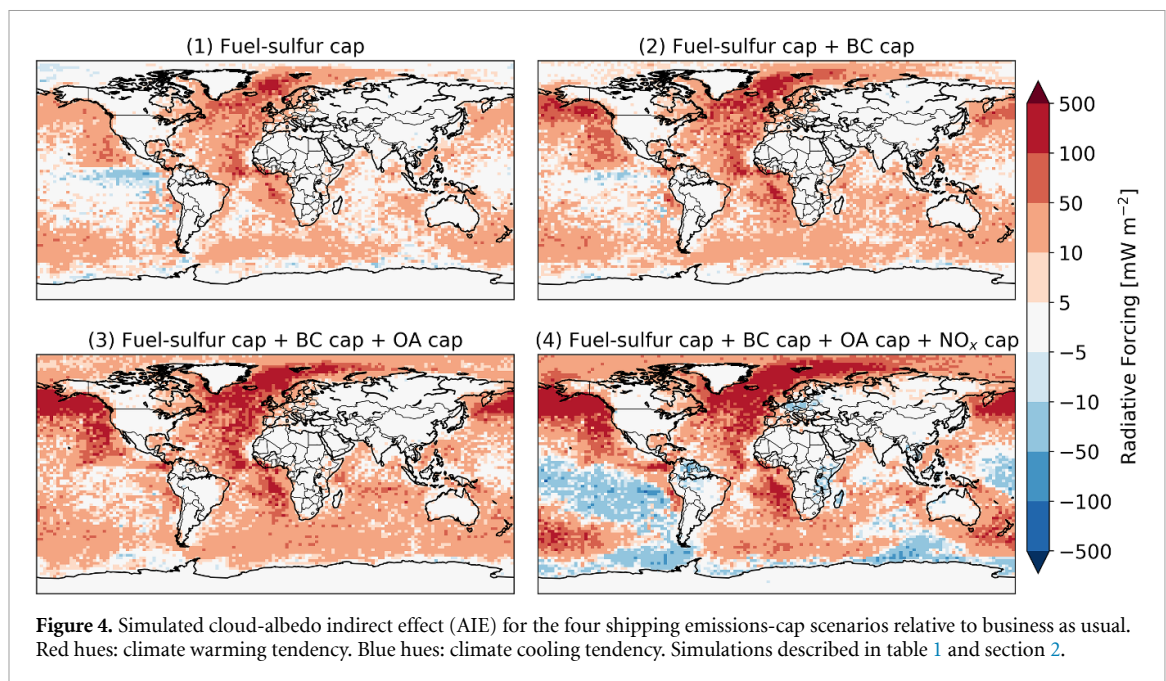 (1) Fuel-sulfur cap
(2) Fuel-sulfur cap + BC cap
(3) Fuel-sulfur cap + BC cap + OA cap
(4) Fuel-sulfur cap + BC cap + OA cap + NOₓ cap
500
100
50
10
5
−5
−10
−50
−100
−500
Radiative Forcing [mW m⁻²]
Figure 4. Simulated cloud-albedo indirect effect (AIE) for the four shipping emissions-cap scenarios relative to business as usual.
Red hues: climate warming tendency. Blue hues: climate cooling tendency. Simulations described in table 1 and section 2.